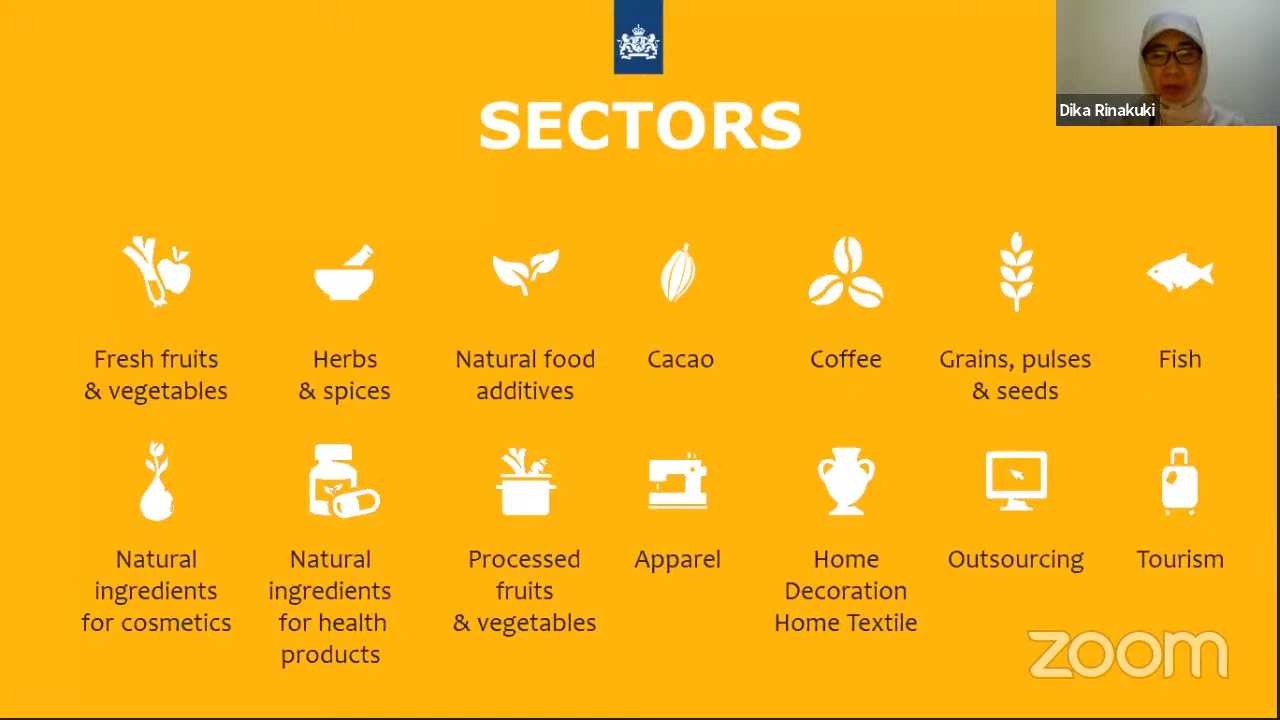 SECTORS
Dika Rinakuki
Fresh fruits
& vegetables
Herbs
& spices
Natural food
additives
Cacao
Coffee
Grains, pulses
& seeds
Fish
Natural
ingredients
for cosmetics
Natural
ingredients
for health
products
Processed
fruits
& vegetables
Apparel
Home
Decoration
Home Textile
Outsourcing
Tourism
zoom